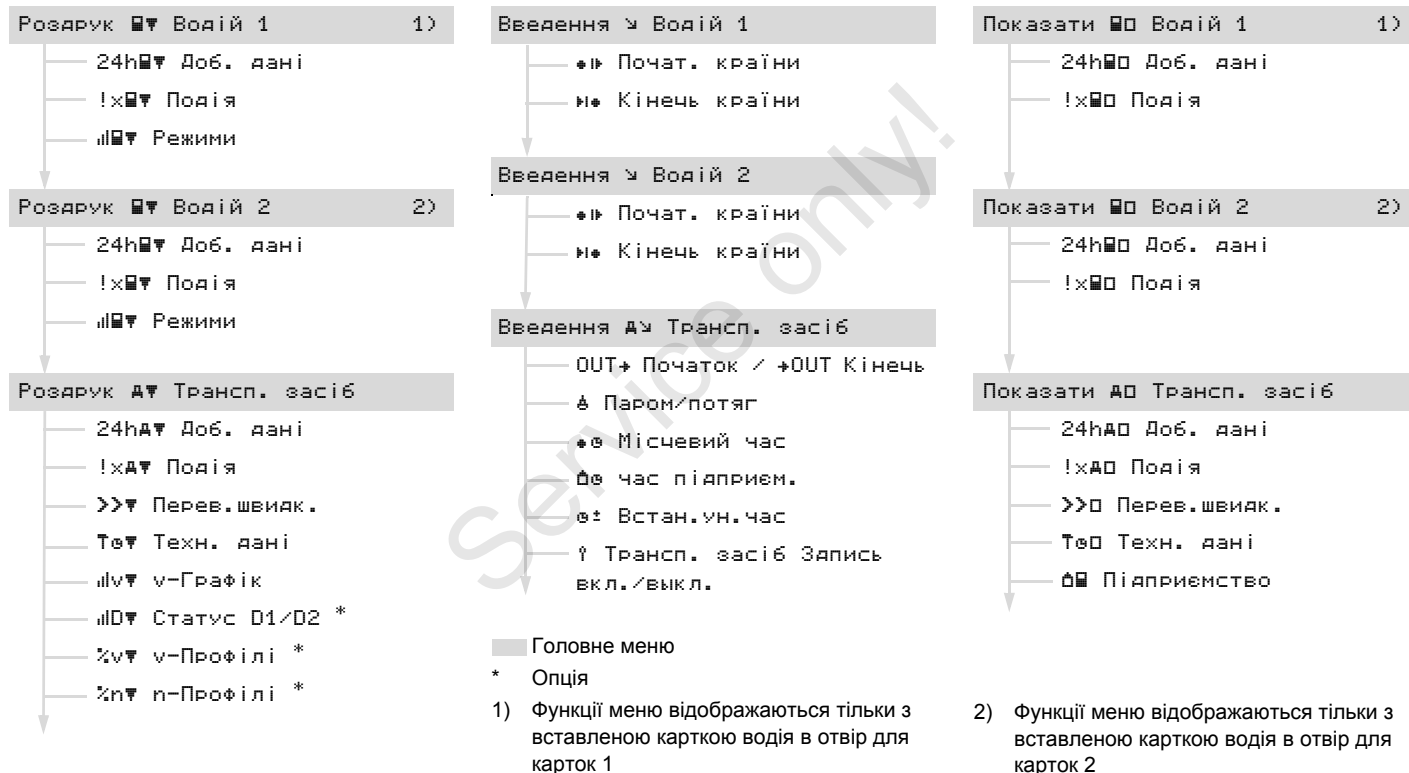 Роздрук Водій 1 1)
24h Доб. дані
!x Подія
Режими
Роздрук Водій 2 2)
24h Доб. дані
!x Подія
Режими
Роздрук Трансп. засіб
24h Доб. дані
!x Подія
>> Перев.швидк.
Техн. дані
v v-Графік
D Статус D1/D2 *
%v v-Профілі *
%n n-Профілі *
Введення Водій 1
Почат. країни
Кінець країни
Введення Водій 2
Почат. країни
Кінець країни
Введення Трансп. засіб
OUT Початок / OUT Кінець
Паром/потяг
Місцевий час
час підприєм.
Встан.ун.час
Трансп. засіб Запись
вкл./выкл.
Головне меню
* Опція
1) Функції меню відображаються тільки з
вставленою карткою водія в отвір для
карток 1
Показати Водій 1 1)
24h Доб. дані
!x Подія
Показати Водій 2 2)
24h Доб. дані
!x Подія
Показати Трансп. засіб
24h Доб. дані
!x Подія
>> Перев.швидк.
Техн. дані
Підприємство
2) Функції меню відображаються тільки з
вставленою карткою водія в отвір для
карток 2
Service only!